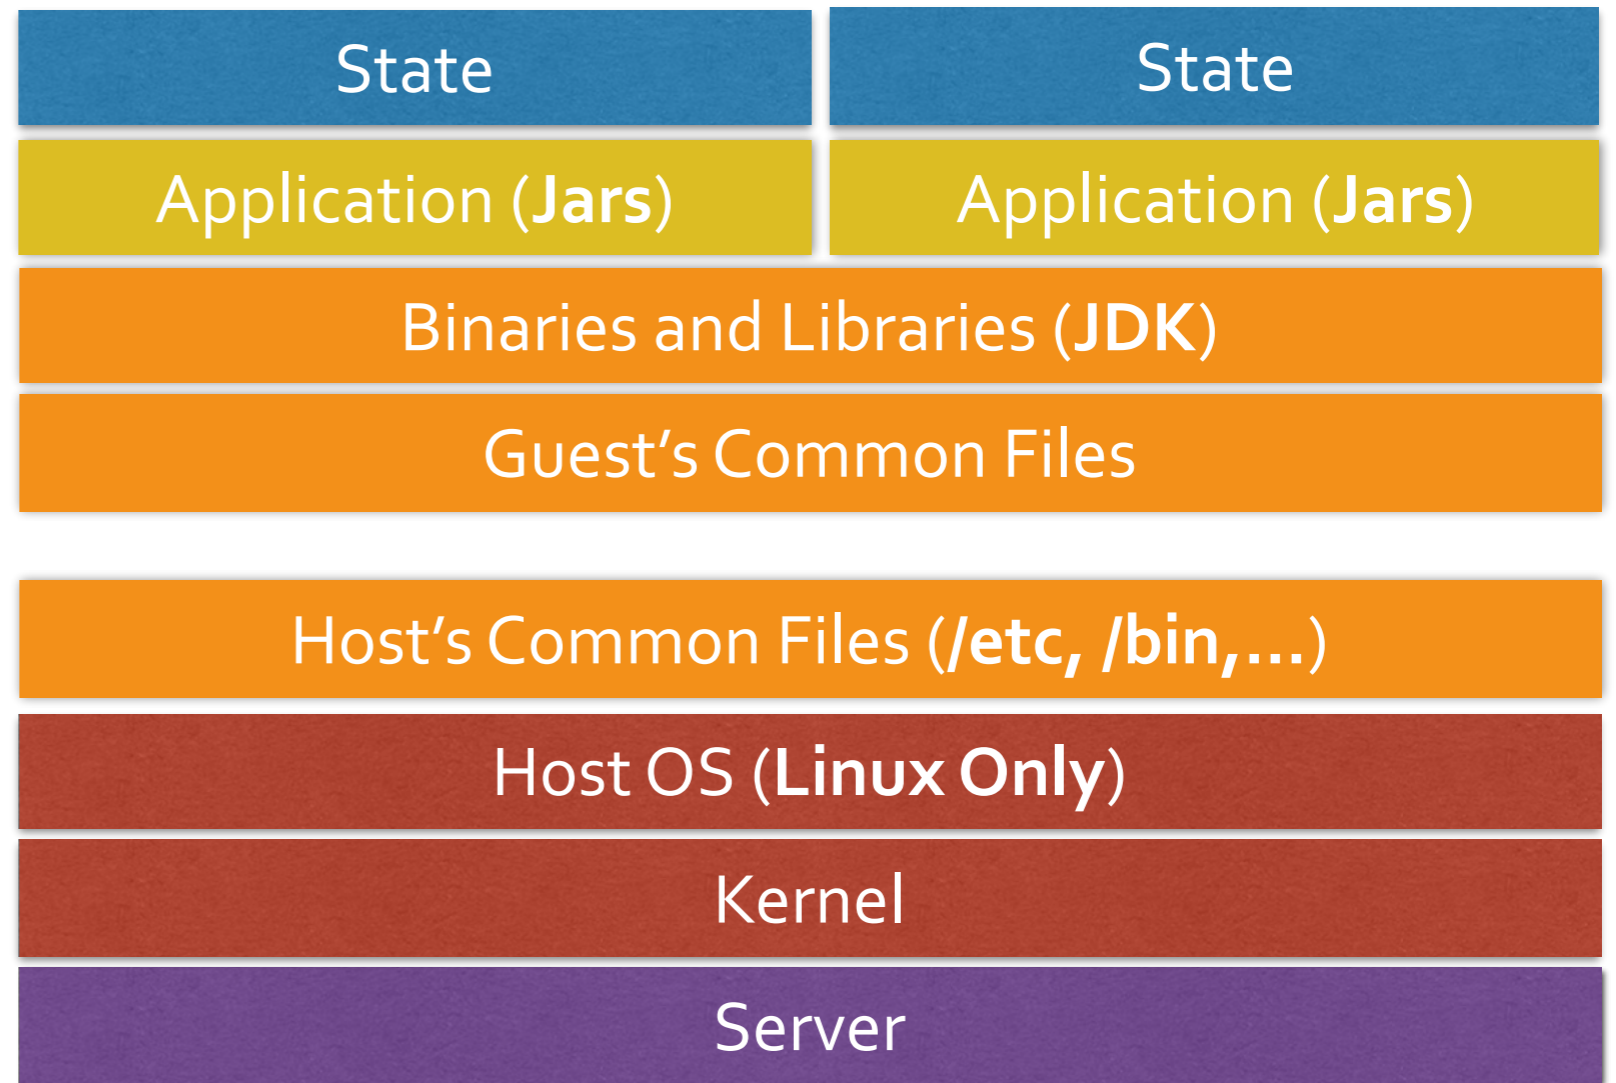 State
State
Application (Jars)
Application (Jars)
Binaries and Libraries (JDK)
Guest’s Common Files
Host’s Common Files (/etc, /bin,...)
Host OS (Linux Only)
Kernel
Server